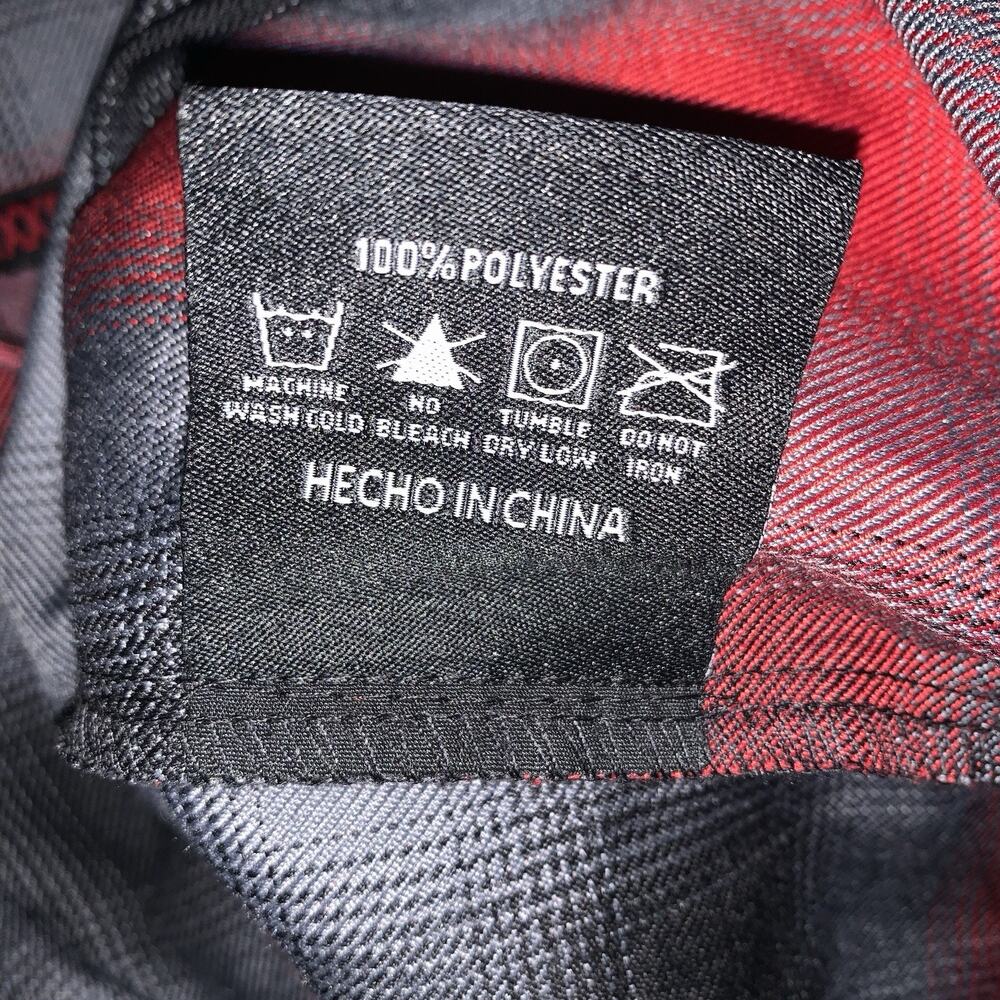 100% POLYESTER
MACHINE WASH COLD
NO BLEACH
TUMBLE DRY LOW
DO NOT IRON
HECHO IN CHINA